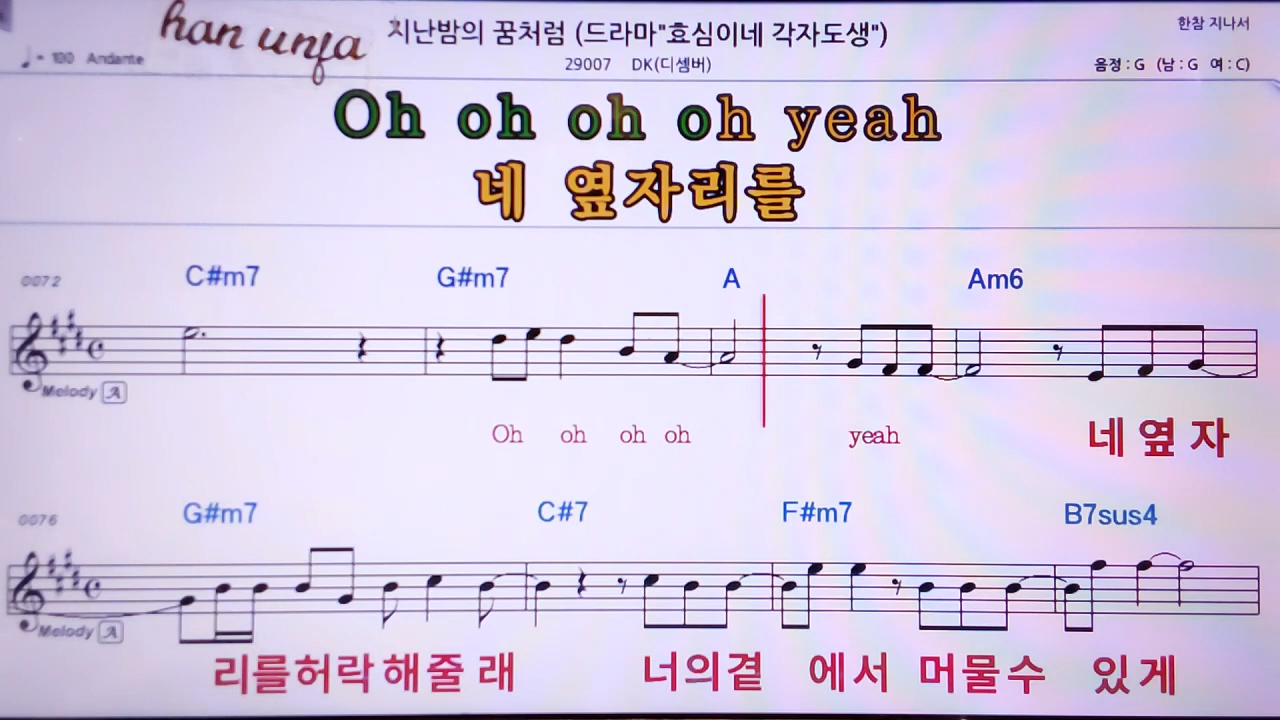 han unfa
지난밤의 꿈처럼 (드라마"효심이네 각자도생")
한참 지나서
♩= 100 Andante
29007 DK(디셈버)
음정 : G (남 : G 여 : C)
Oh oh oh oh yeah
네 옆자리를
0072 C#m7 G#m7 A Am6
Melody A
Oh oh oh oh yeah 네 옆 자
0076 G#m7 C#7 F#m7 B7sus4
Melody A
리를허락해줄 래 너의곁 에서 머물수 있게